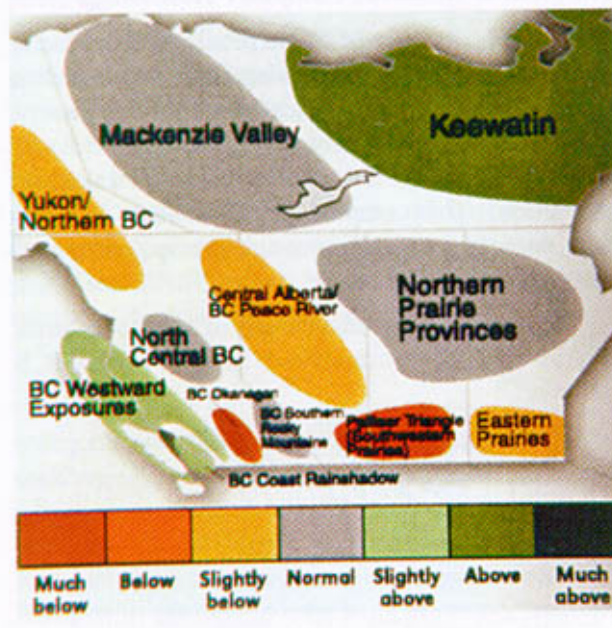 Mackenzie Valley
Keewatin
Yukon/
Northern BC
Central Alberta/
BC Peace River
Northern
Prairie
Provinces
North
Central BC
BC Westward
Exposures
BC Okanagan
BC Southern
Rocky
Mountains
Palliser Triangle
(Southwestern
Prairies)
Eastern
Prairies
BC Coast Rainshadow
Much
below
Below
Slightly
below
Normal
Slightly
above
Above
Much
above